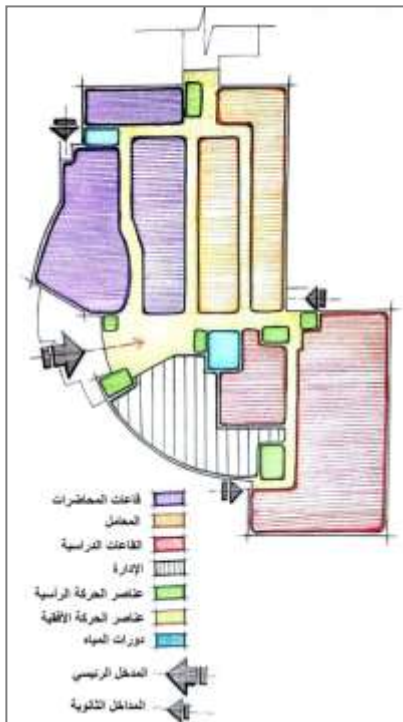 قاعات المحاضرات
المعامل
القاعات الدراسية
الإدارة
عناصر الحركة الرأسية
عناصر الحركة الأفقية
دورات المياه
المدخل الرئيسي
المداخل الثانوية